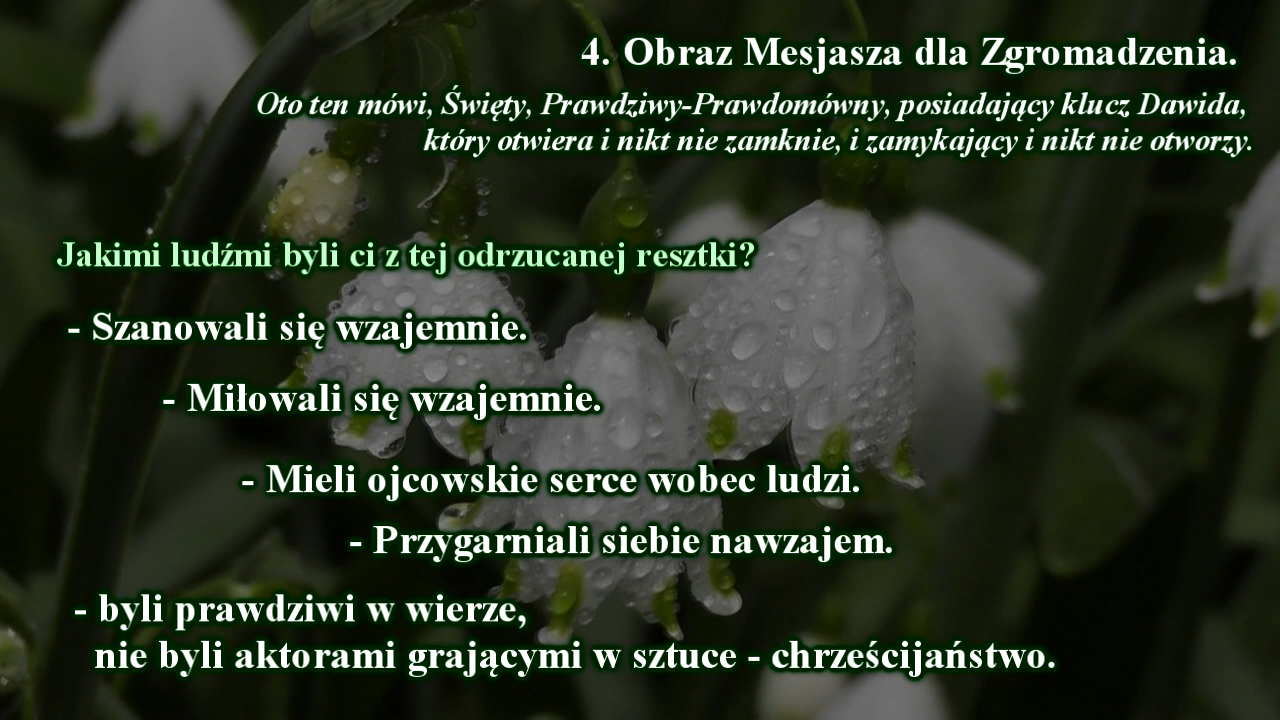 4. Obraz Mesjasza dla Zgromadzenia.
Oto ten mówi, Święty, Prawdziwy-Prawdomówny, posiadający klucz Dawida,
który otwiera i nikt nie zamknie, i zamykający i nikt nie otworzy.
Jakimi ludźmi byli ci z tej odrzucanej resztki?
- Szanowali się wzajemnie.
- Miłowali się wzajemnie.
- Mieli ojcowskie serce wobec ludzi.
- Przygarniali siebie nawzajem.
- byli prawdziwi w wierze,
nie byli aktorami grającymi w sztuce - chrześcijaństwo.